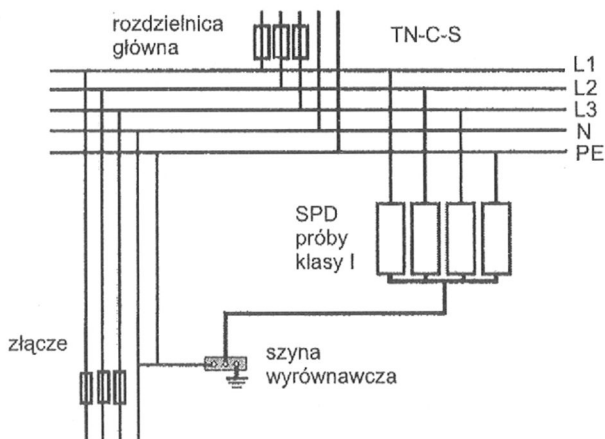 rozdzielnica
główna
TN-C-S
L1
L2
L3
N
PE
SPD
próby
klasy I
złącze
szyna
wyrównawcza